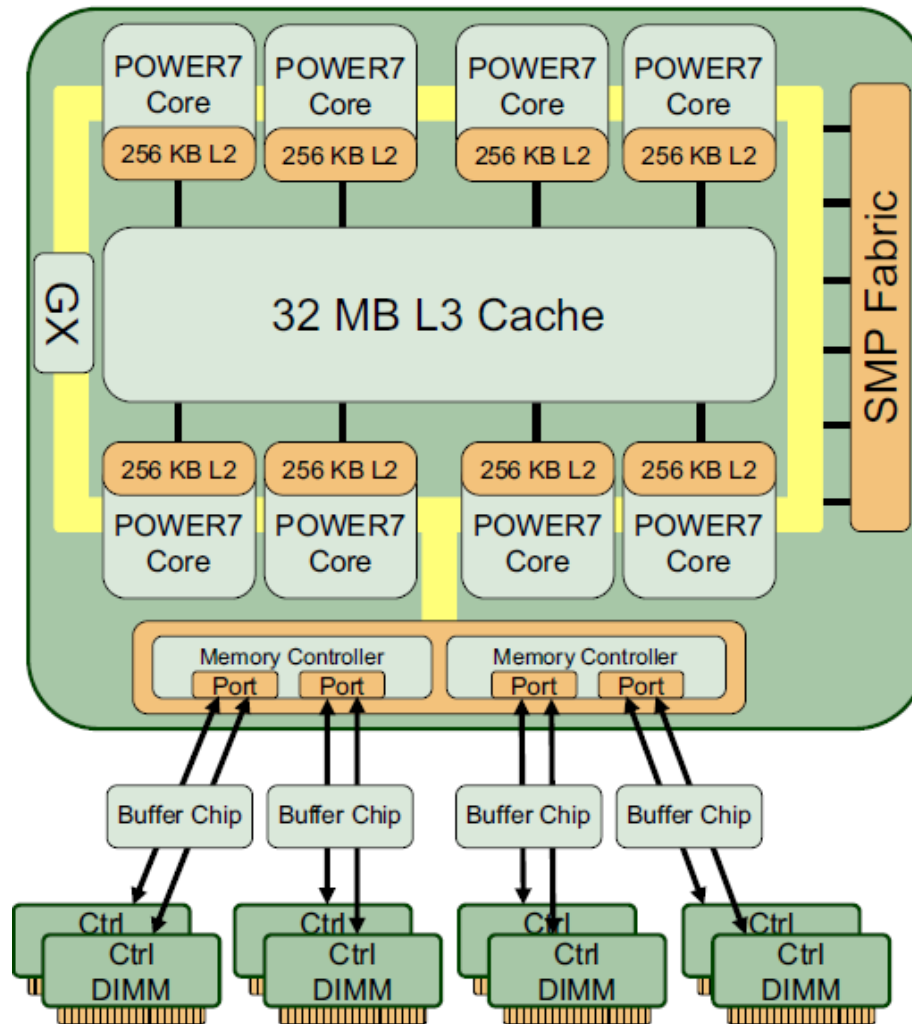 POWER7
Core
256 KB L2
POWER7
Core
256 KB L2
POWER7
Core
256 KB L2
POWER7
Core
256 KB L2
GX
32 MB L3 Cache
SMP Fabric
256 KB L2
POWER7
Core
256 KB L2
POWER7
Core
256 KB L2
POWER7
Core
256 KB L2
POWER7
Core
Memory Controller
Port
Port
Memory Controller
Port
Port
Buffer Chip
Buffer Chip
Buffer Chip
Buffer Chip
Ctrl
Ctrl
DIMM
Ctrl
Ctrl
DIMM
Ctrl
Ctrl
DIMM
Ctrl
Ctrl
DIMM